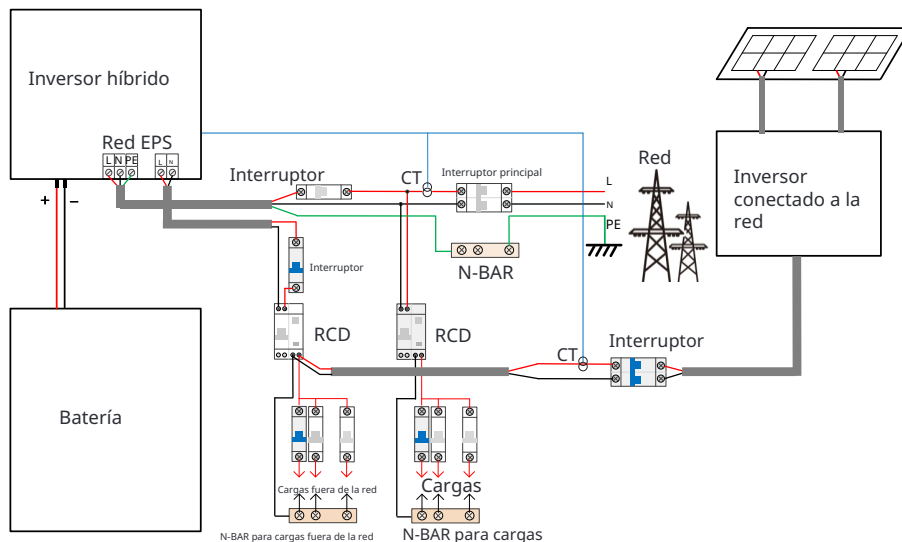 Inversor híbrido
Red EPS
L N PE
L N
+
−
Batería
Interruptor
CT
Interruptor principal
L
N
PE
Red
N-BAR
Interruptor
RCD
RCD
CT
Interruptor
Inversor
conectado a la
red
Cargas fuera de la red
Cargas
N-BAR para cargas fuera de la red
N-BAR para cargas